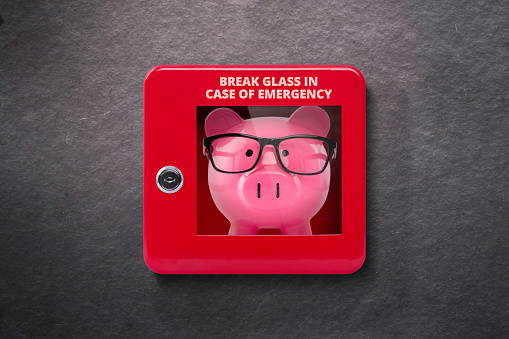 BREAK GLASS IN
CASE OF EMERGENCY